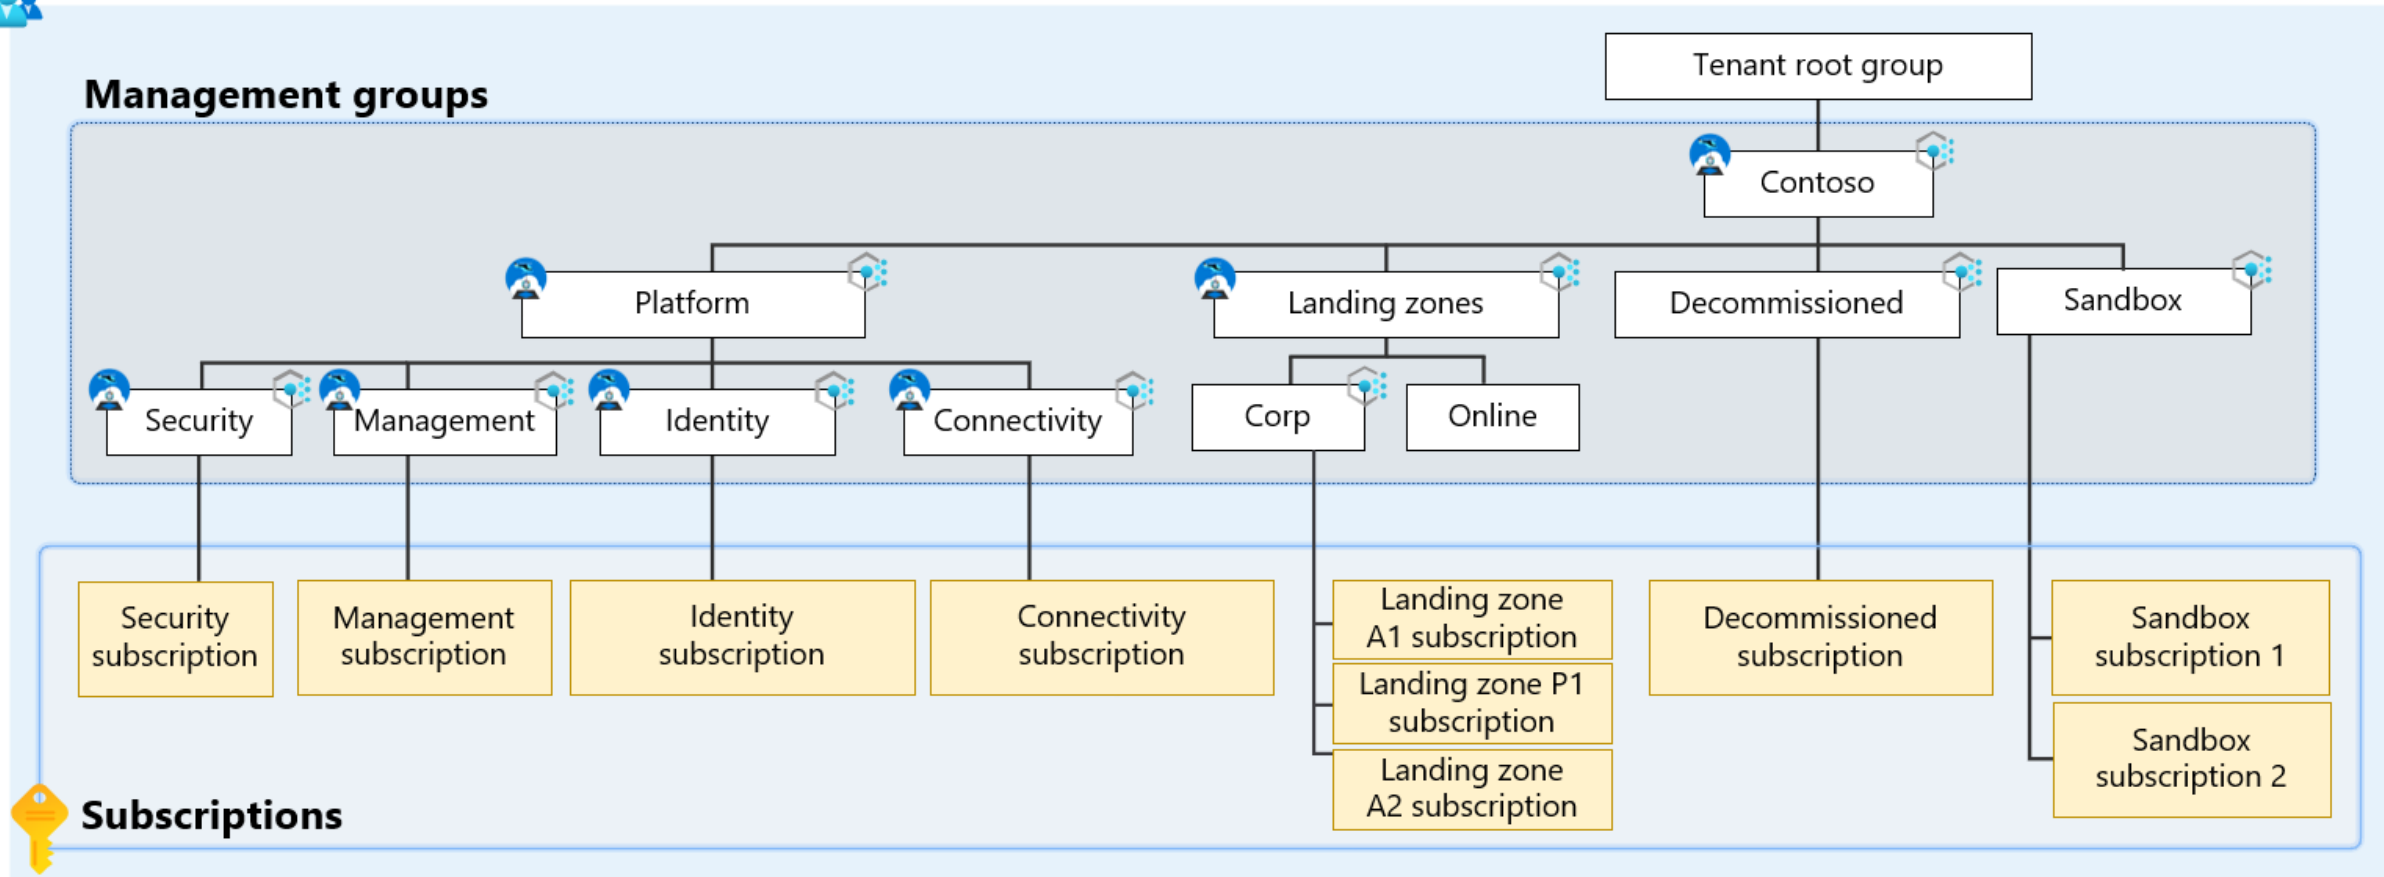 Tenant root group
Management groups
Contoso
Platform
Landing zones
Decommissioned
Sandbox
Security
Management
Identity
Connectivity
Corp
Online
Security
subscription
Management
subscription
Identity
subscription
Connectivity
subscription
Landing zone
A1 subscription
Landing zone P1
subscription
Landing zone
A2 subscription
Decommissioned
subscription
Sandbox
subscription 1
Sandbox
subscription 2
Subscriptions